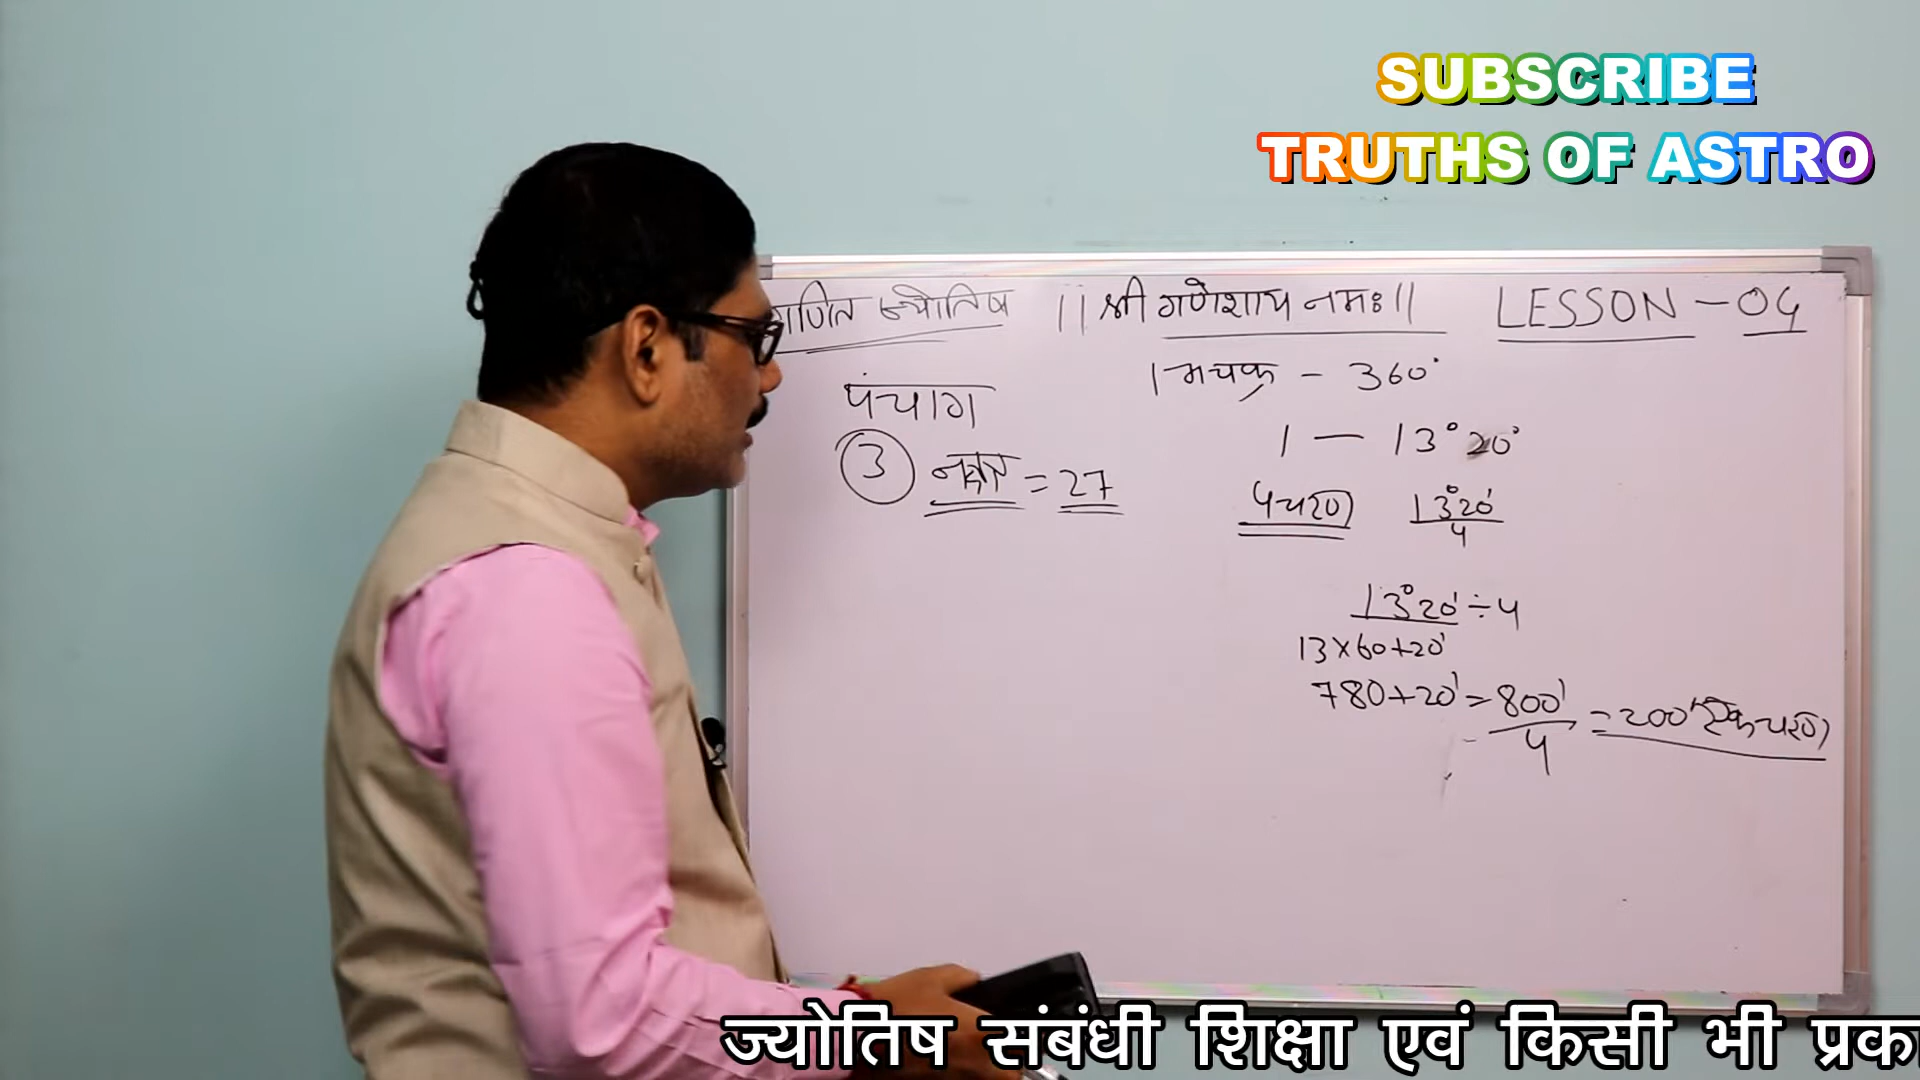 SUBSCRIBE
TRUTHS OF ASTRO
गणित ज्योतिष ||श्री गणेशाय नमः|| LESSON - 04
1 भचक्र - 360°
पंचाग
1 — 13° 20'
③ नक्षत्र = 27
4 चरण 13°20'/4
13°20' ÷ 4
13×60+20'
780+20' = 800'/4 = 200' एक चरण
ज्योतिष संबंधी शिक्षा एवं किसी भी प्रका